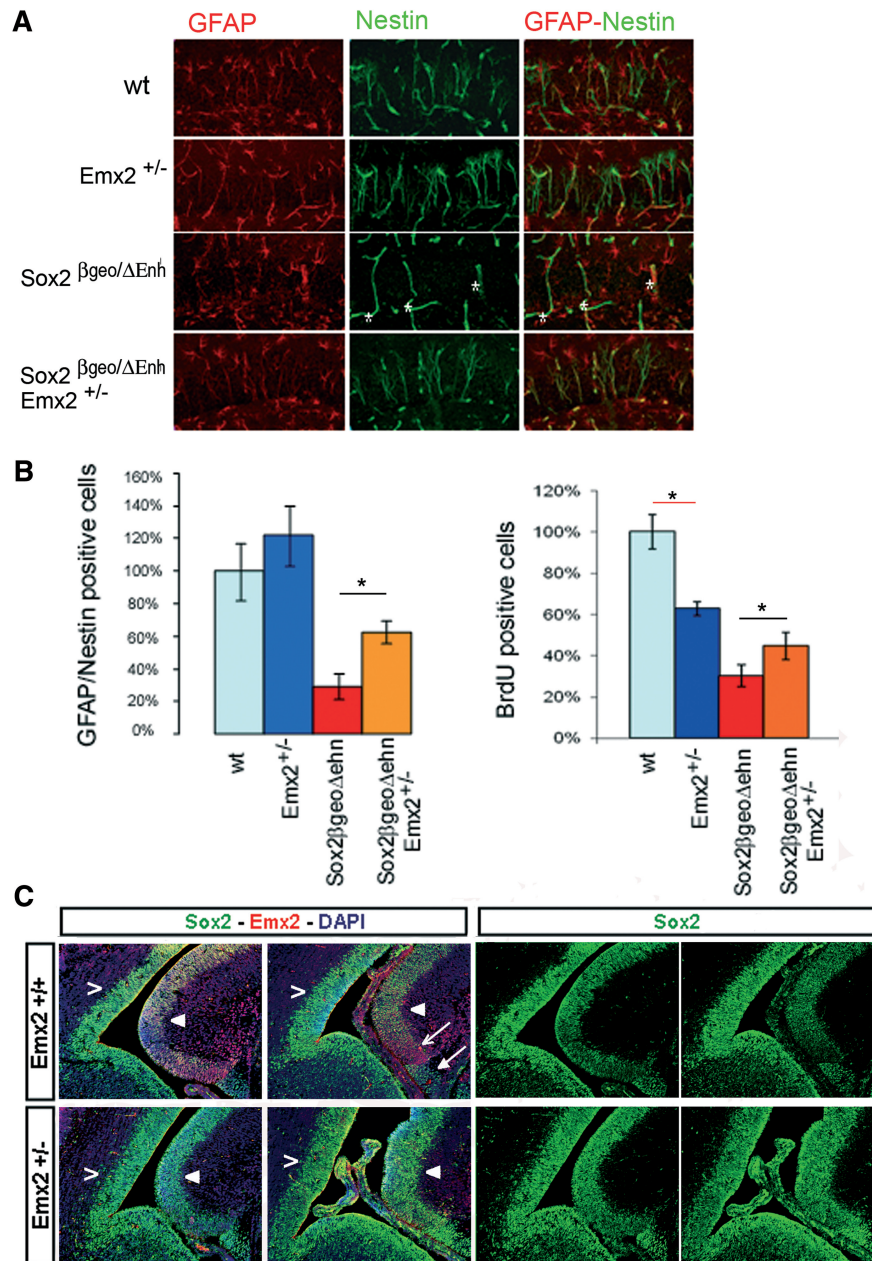 A
GFAP Nestin GFAP-Nestin
wt
Emx2 +/-
Sox2 βgeo/ΔEnh
Sox2 βgeo/ΔEnh
Emx2 +/-
* * *
* * *
B
GFAP/Nestin positive cells
160%
140%
120%
100%
80%
60%
40%
20%
0%
*
wt
Emx2+/-
Sox2βgeoΔehn
Sox2βgeoΔehn
Emx2+/-
BrdU positive cells
120%
100%
80%
60%
40%
20%
0%
*
*
wt
Emx2+/-
Sox2βgeoΔehn
Sox2βgeoΔehn
Emx2+/-
C
Sox2 - Emx2 - DAPI
Sox2
Emx2 +/+
Emx2 +/-